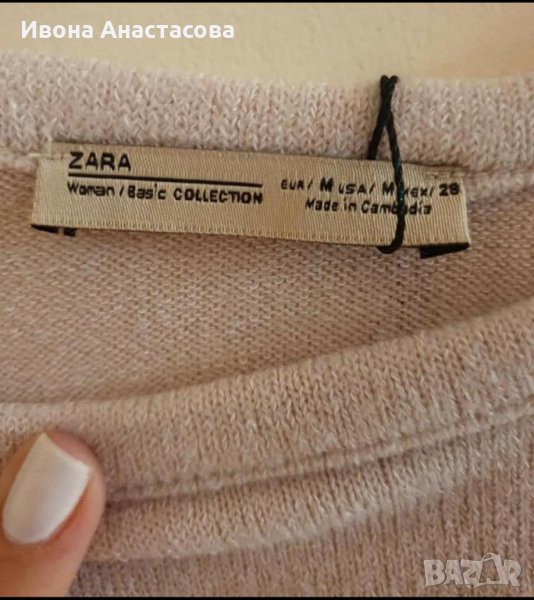 Ивона Анастасова
ZARA
Woman / Basic COLLECTION
EUR / M USA / M MEX / 28
Made in Cambodia
BAZAR